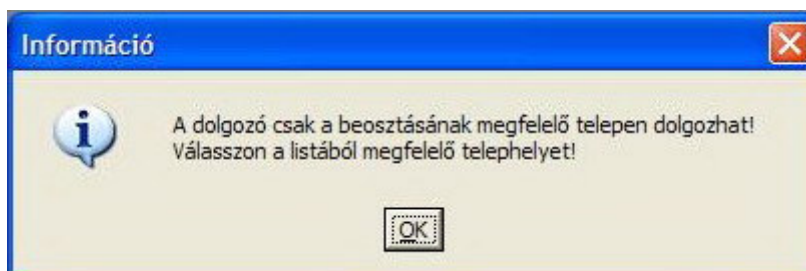 Információ
A dolgozó csak a beosztásának megfelelő telepen dolgozhat!
Válasszon a listából megfelelő telephelyet!
OK